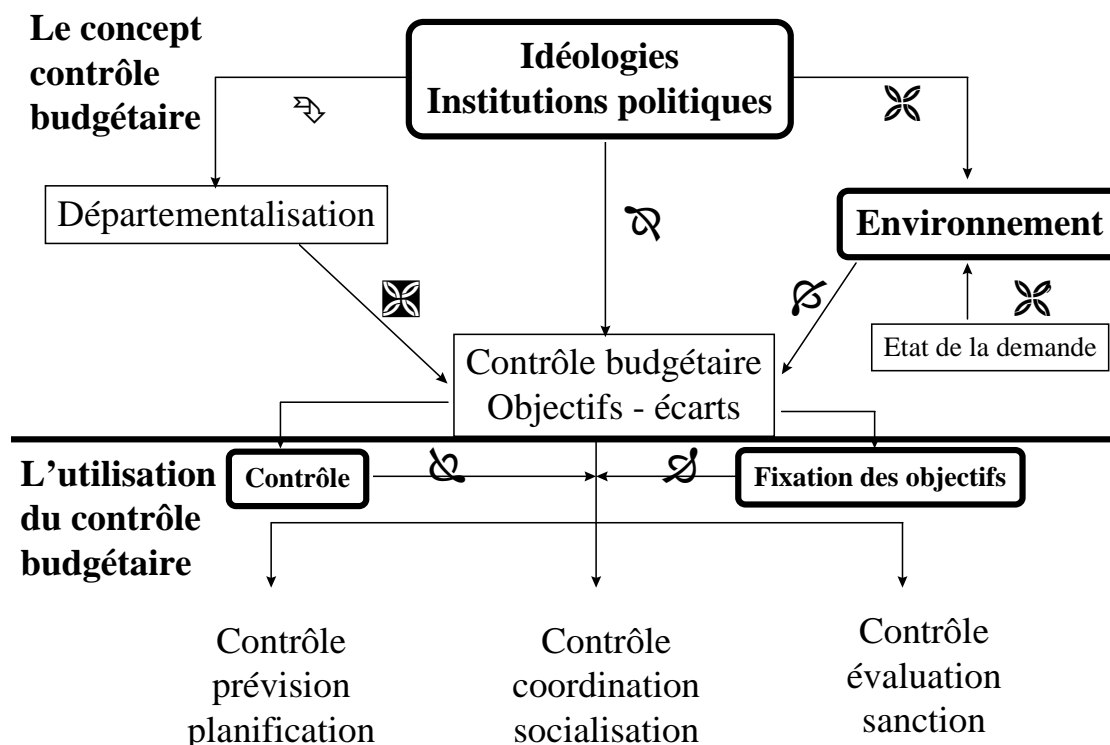 Le concept
contrôle
budgétaire
Idéologies
Institutions politiques
Départementalisation
Environnement
Etat de la demande
Contrôle budgétaire
Objectifs - écarts
L’utilisation
du contrôle
budgétaire
Contrôle
Fixation des objectifs
Contrôle
prévision
planification
Contrôle
coordination
socialisation
Contrôle
évaluation
sanction